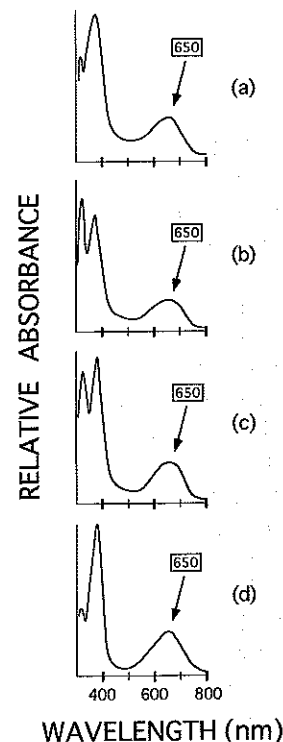 650
(a)
650
(b)
650
(c)
650
(d)
RELATIVE ABSORBANCE
400 600 800
WAVELENGTH (nm)